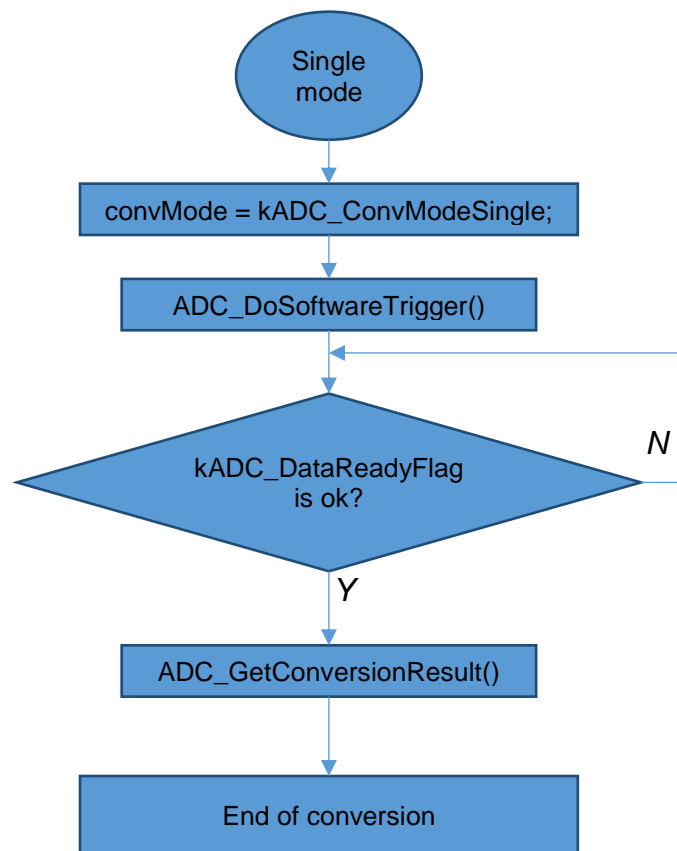 Single
mode
convMode = kADC_ConvModeSingle;
ADC_DoSoftwareTrigger()
kADC_DataReadyFlag
is ok?
N
Y
ADC_GetConversionResult()
End of conversion